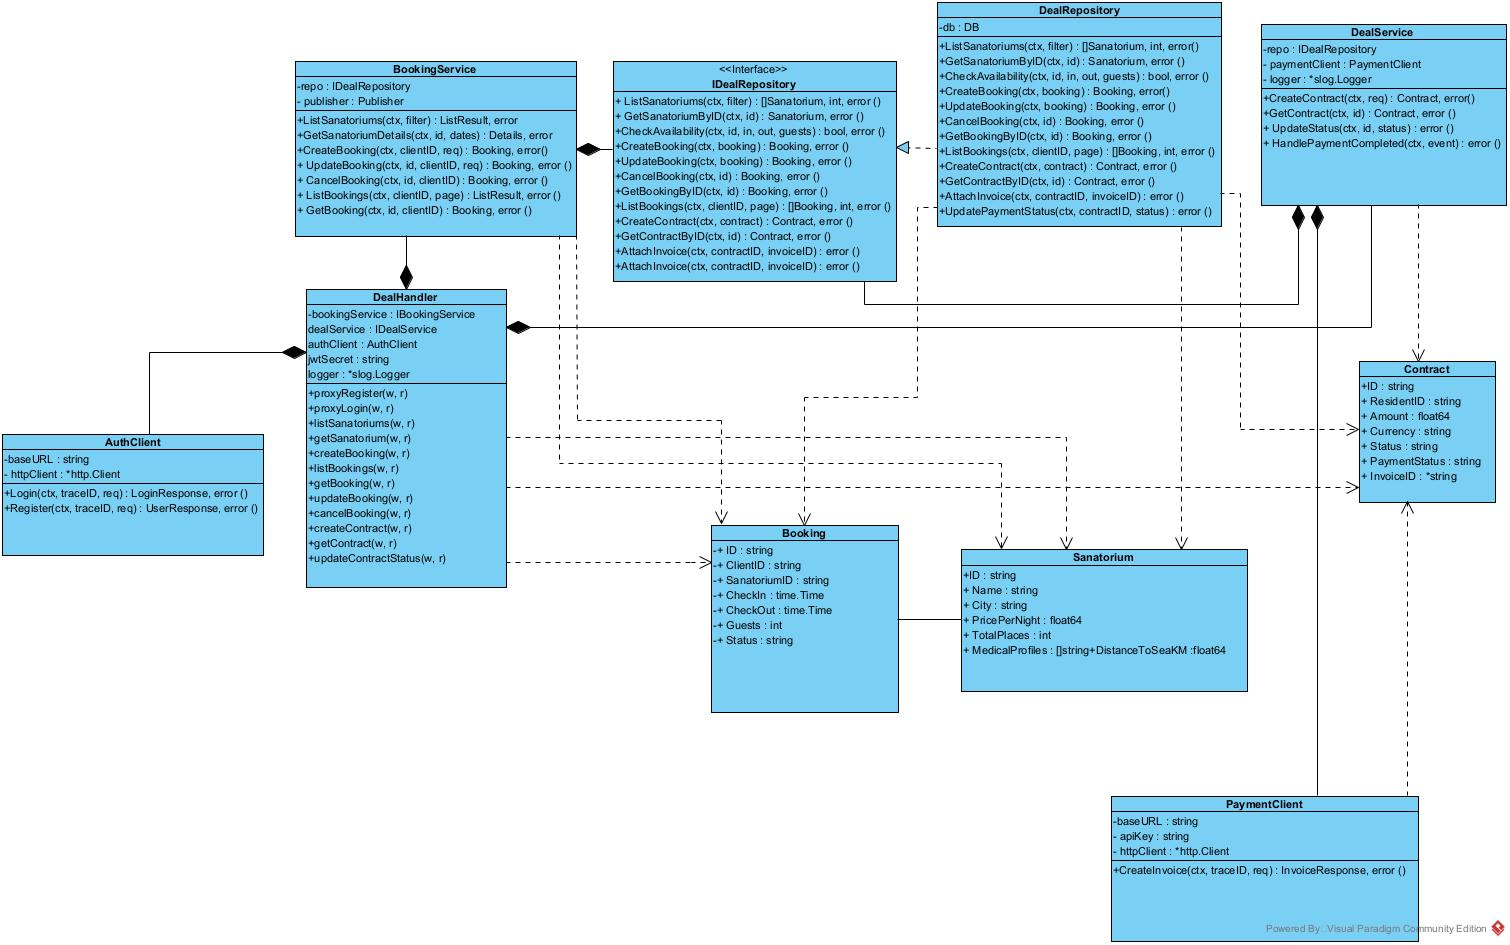 BookingService
-repo : IDealRepository
- publisher : Publisher
+ListSanatoriums(ctx, filter) : ListResult, error
+GetSanatoriumDetails(ctx, id, dates) : Details, error
+CreateBooking(ctx, clientID, req) : Booking, error()
+ UpdateBooking(ctx, id, clientID, req) : Booking, error ()
+ CancelBooking(ctx, id, clientID) : Booking, error ()
+ ListBookings(ctx, clientID, page) : ListResult, error ()
+ GetBooking(ctx, id, clientID) : Booking, error ()
<<Interface>>
IDealRepository
+ ListSanatoriums(ctx, filter) : []Sanatorium, int, error ()
+ GetSanatoriumByID(ctx, id) : Sanatorium, error ()
+CheckAvailability(ctx, id, in, out, guests) : bool, error ()
+CreateBooking(ctx, booking) : Booking, error ()
+UpdateBooking(ctx, booking) : Booking, error ()
+CancelBooking(ctx, id) : Booking, error ()
+GetBookingByID(ctx, id) : Booking, error ()
+ListBookings(ctx, clientID, page) : []Booking, int, error ()
+CreateContract(ctx, contract) : Contract, error ()
+GetContractByID(ctx, id) : Contract, error ()
+AttachInvoice(ctx, contractID, invoiceID) : error ()
+AttachInvoice(ctx, contractID, invoiceID) : error ()
DealRepository
-db : DB
+ListSanatoriums(ctx, filter) : []Sanatorium, int, error()
+GetSanatoriumByID(ctx, id) : Sanatorium, error ()
+CheckAvailability(ctx, id, in, out, guests) : bool, error ()
+CreateBooking(ctx, booking) : Booking, error()
+UpdateBooking(ctx, booking) : Booking, error ()
+CancelBooking(ctx, id) : Booking, error ()
+GetBookingByID(ctx, id) : Booking, error ()
+ListBookings(ctx, clientID, page) : []Booking, int, error ()
+CreateContract(ctx, contract) : Contract, error ()
+GetContractByID(ctx, id) : Contract, error ()
+AttachInvoice(ctx, contractID, invoiceID) : error ()
+UpdatePaymentStatus(ctx, contractID, status) : error ()
DealService
-repo : IDealRepository
- paymentClient : PaymentClient
- logger : *slog.Logger
+CreateContract(ctx, req) : Contract, error()
+GetContract(ctx, id) : Contract, error ()
+ UpdateStatus(ctx, id, status) : error ()
+ HandlePaymentCompleted(ctx, event) : error ()
DealHandler
-bookingService : IBookingService
dealService : IDealService
authClient : AuthClient
jwtSecret : string
logger : *slog.Logger
+proxyRegister(w, r)
+proxyLogin(w, r)
+listSanatoriums(w, r)
+getSanatorium(w, r)
+createBooking(w, r)
+listBookings(w, r)
+getBooking(w, r)
+updateBooking(w, r)
+cancelBooking(w, r)
+createContract(w, r)
+getContract(w, r)
+updateContractStatus(w, r)
AuthClient
-baseURL : string
- httpClient : *http.Client
+Login(ctx, traceID, req) : LoginResponse, error ()
+Register(ctx, traceID, req) : UserResponse, error ()
Contract
+ID : string
+ ResidentID : string
+ Amount : float64
+ Currency : string
+ Status : string
+ PaymentStatus : string
+ InvoiceID : *string
Booking
-+ ID : string
-+ ClientID : string
-+ SanatoriumID : string
-+ CheckIn : time.Time
-+ CheckOut : time.Time
-+ Guests : int
-+ Status : string
Sanatorium
+ID : string
+ Name : string
+ City : string
+ PricePerNight : float64
+ TotalPlaces : int
+ MedicalProfiles : []string+DistanceToSeaKM :float64
PaymentClient
-baseURL : string
- apiKey : string
- httpClient : *http.Client
+CreateInvoice(ctx, traceID, req) : InvoiceResponse, error ()
Powered By Visual Paradigm Community Edition